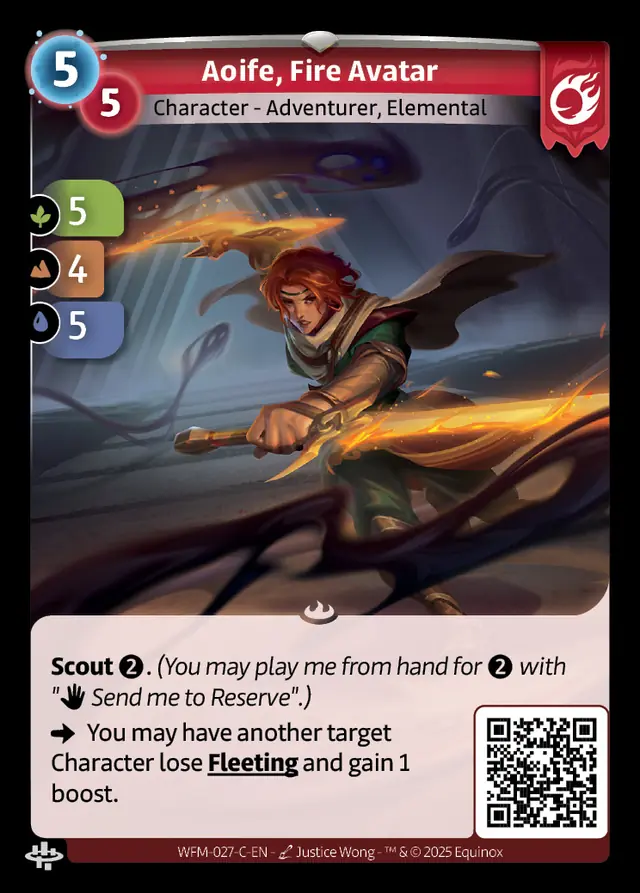 5
5
Aoife, Fire Avatar
Character - Adventurer, Elemental
5
4
5
Scout 2. (You may play me from hand for 2 with
" Send me to Reserve".)
You may have another target
Character lose Fleeting and gain 1
boost.
WFM-027-C-EN - Justice Wong - ™ & © 2025 Equinox